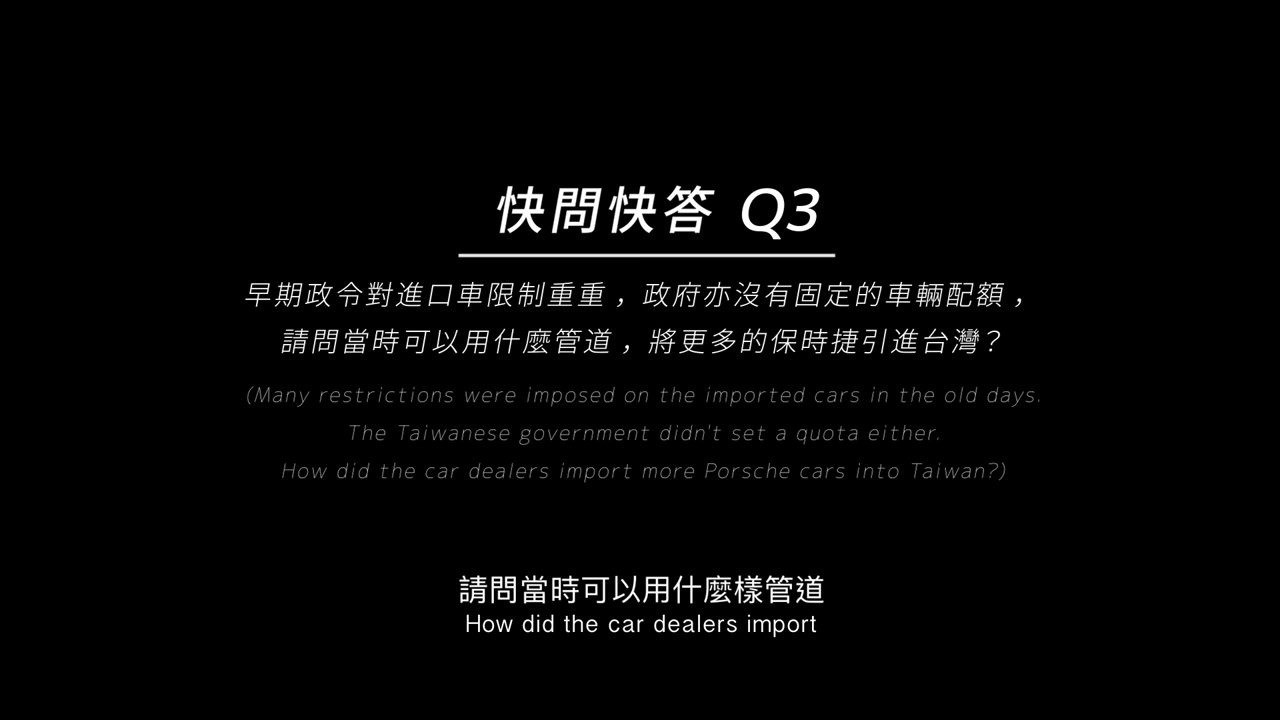 快問快答 Q3
早期政令對進口車限制重重，政府亦沒有固定的車輛配額，
請問當時可以用什麼管道，將更多的保時捷引進台灣？
(Many restrictions were imposed on the imported cars in the old days.
The Taiwanese government didn't set a quota either.
How did the car dealers import more Porsche cars into Taiwan?)
請問當時可以用什麼樣管道
How did the car dealers import